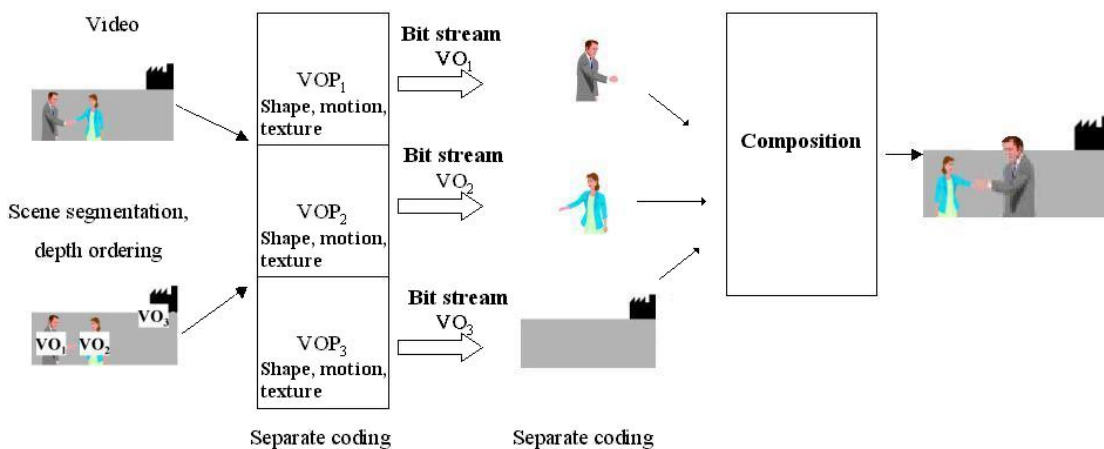 Video
Scene segmentation,
depth ordering
VO₁
VO₂
VO₃
VOP₁
Shape, motion,
texture
VOP₂
Shape, motion,
texture
VOP₃
Shape, motion,
texture
Separate coding
Bit stream
VO₁
Bit stream
VO₂
Bit stream
VO₃
Separate coding
Composition